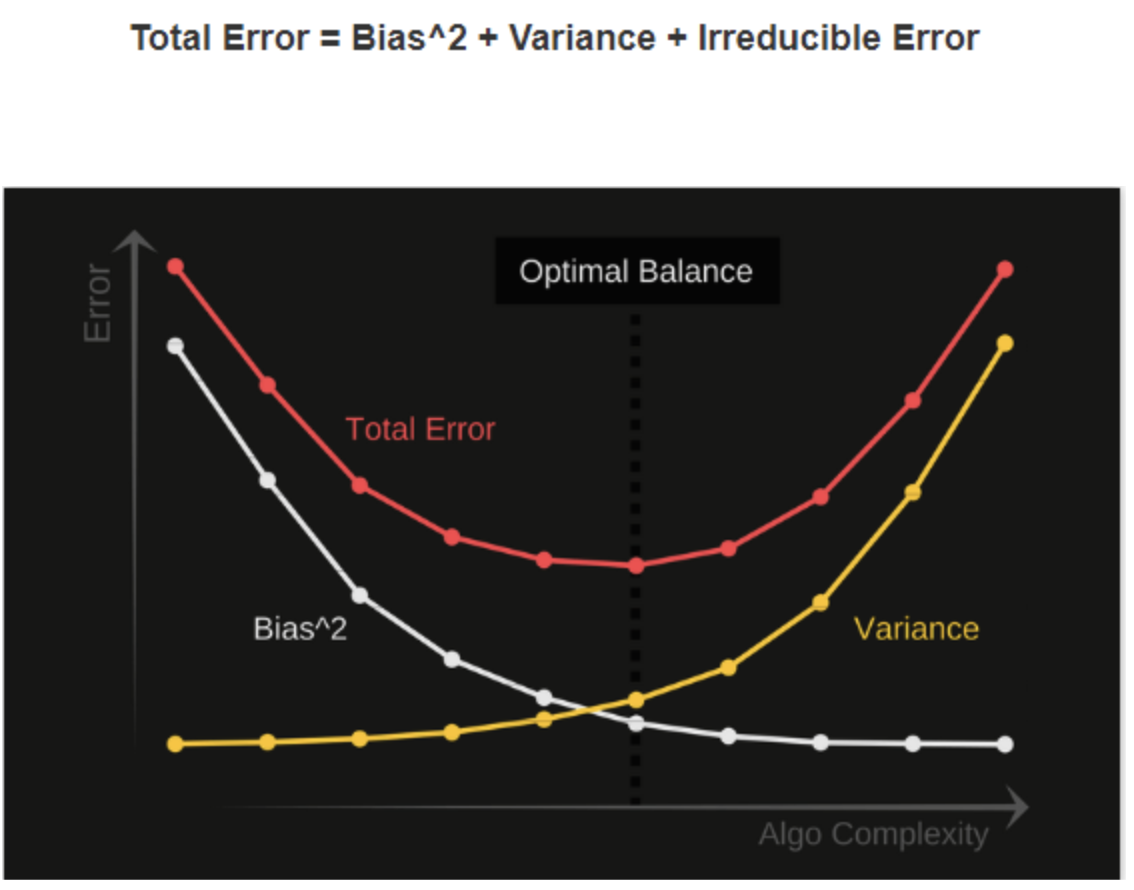 Total Error = Bias^2 + Variance + Irreducible Error
Optimal Balance
Error
Total Error
Bias^2
Variance
Algo Complexity